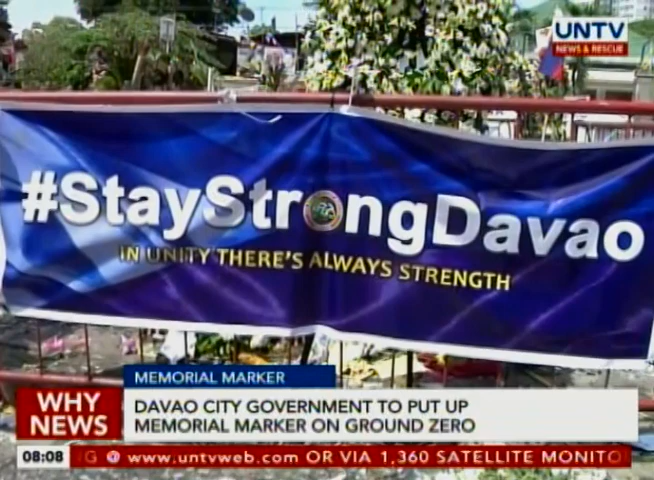 UNTV
NEWS & RESCUE
#StayStrongDavao
IN UNITY THERE'S ALWAYS STRENGTH
MEMORIAL MARKER
WHY NEWS
DAVAO CITY GOVERNMENT TO PUT UP
MEMORIAL MARKER ON GROUND ZERO
08:08
G @ www.untvweb.com OR VIA 1,360 SATELLITE MONITO